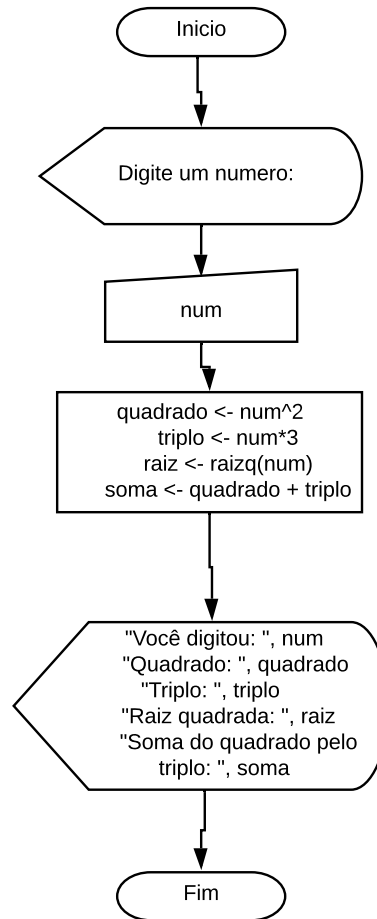 Inicio
Digite um numero:
num
quadrado <- num^2
triplo <- num*3
raiz <- raizq(num)
soma <- quadrado + triplo
"Você digitou: ", num
"Quadrado: ", quadrado
"Triplo: ", triplo
"Raiz quadrada: ", raiz
"Soma do quadrado pelo
triplo: ", soma
Fim